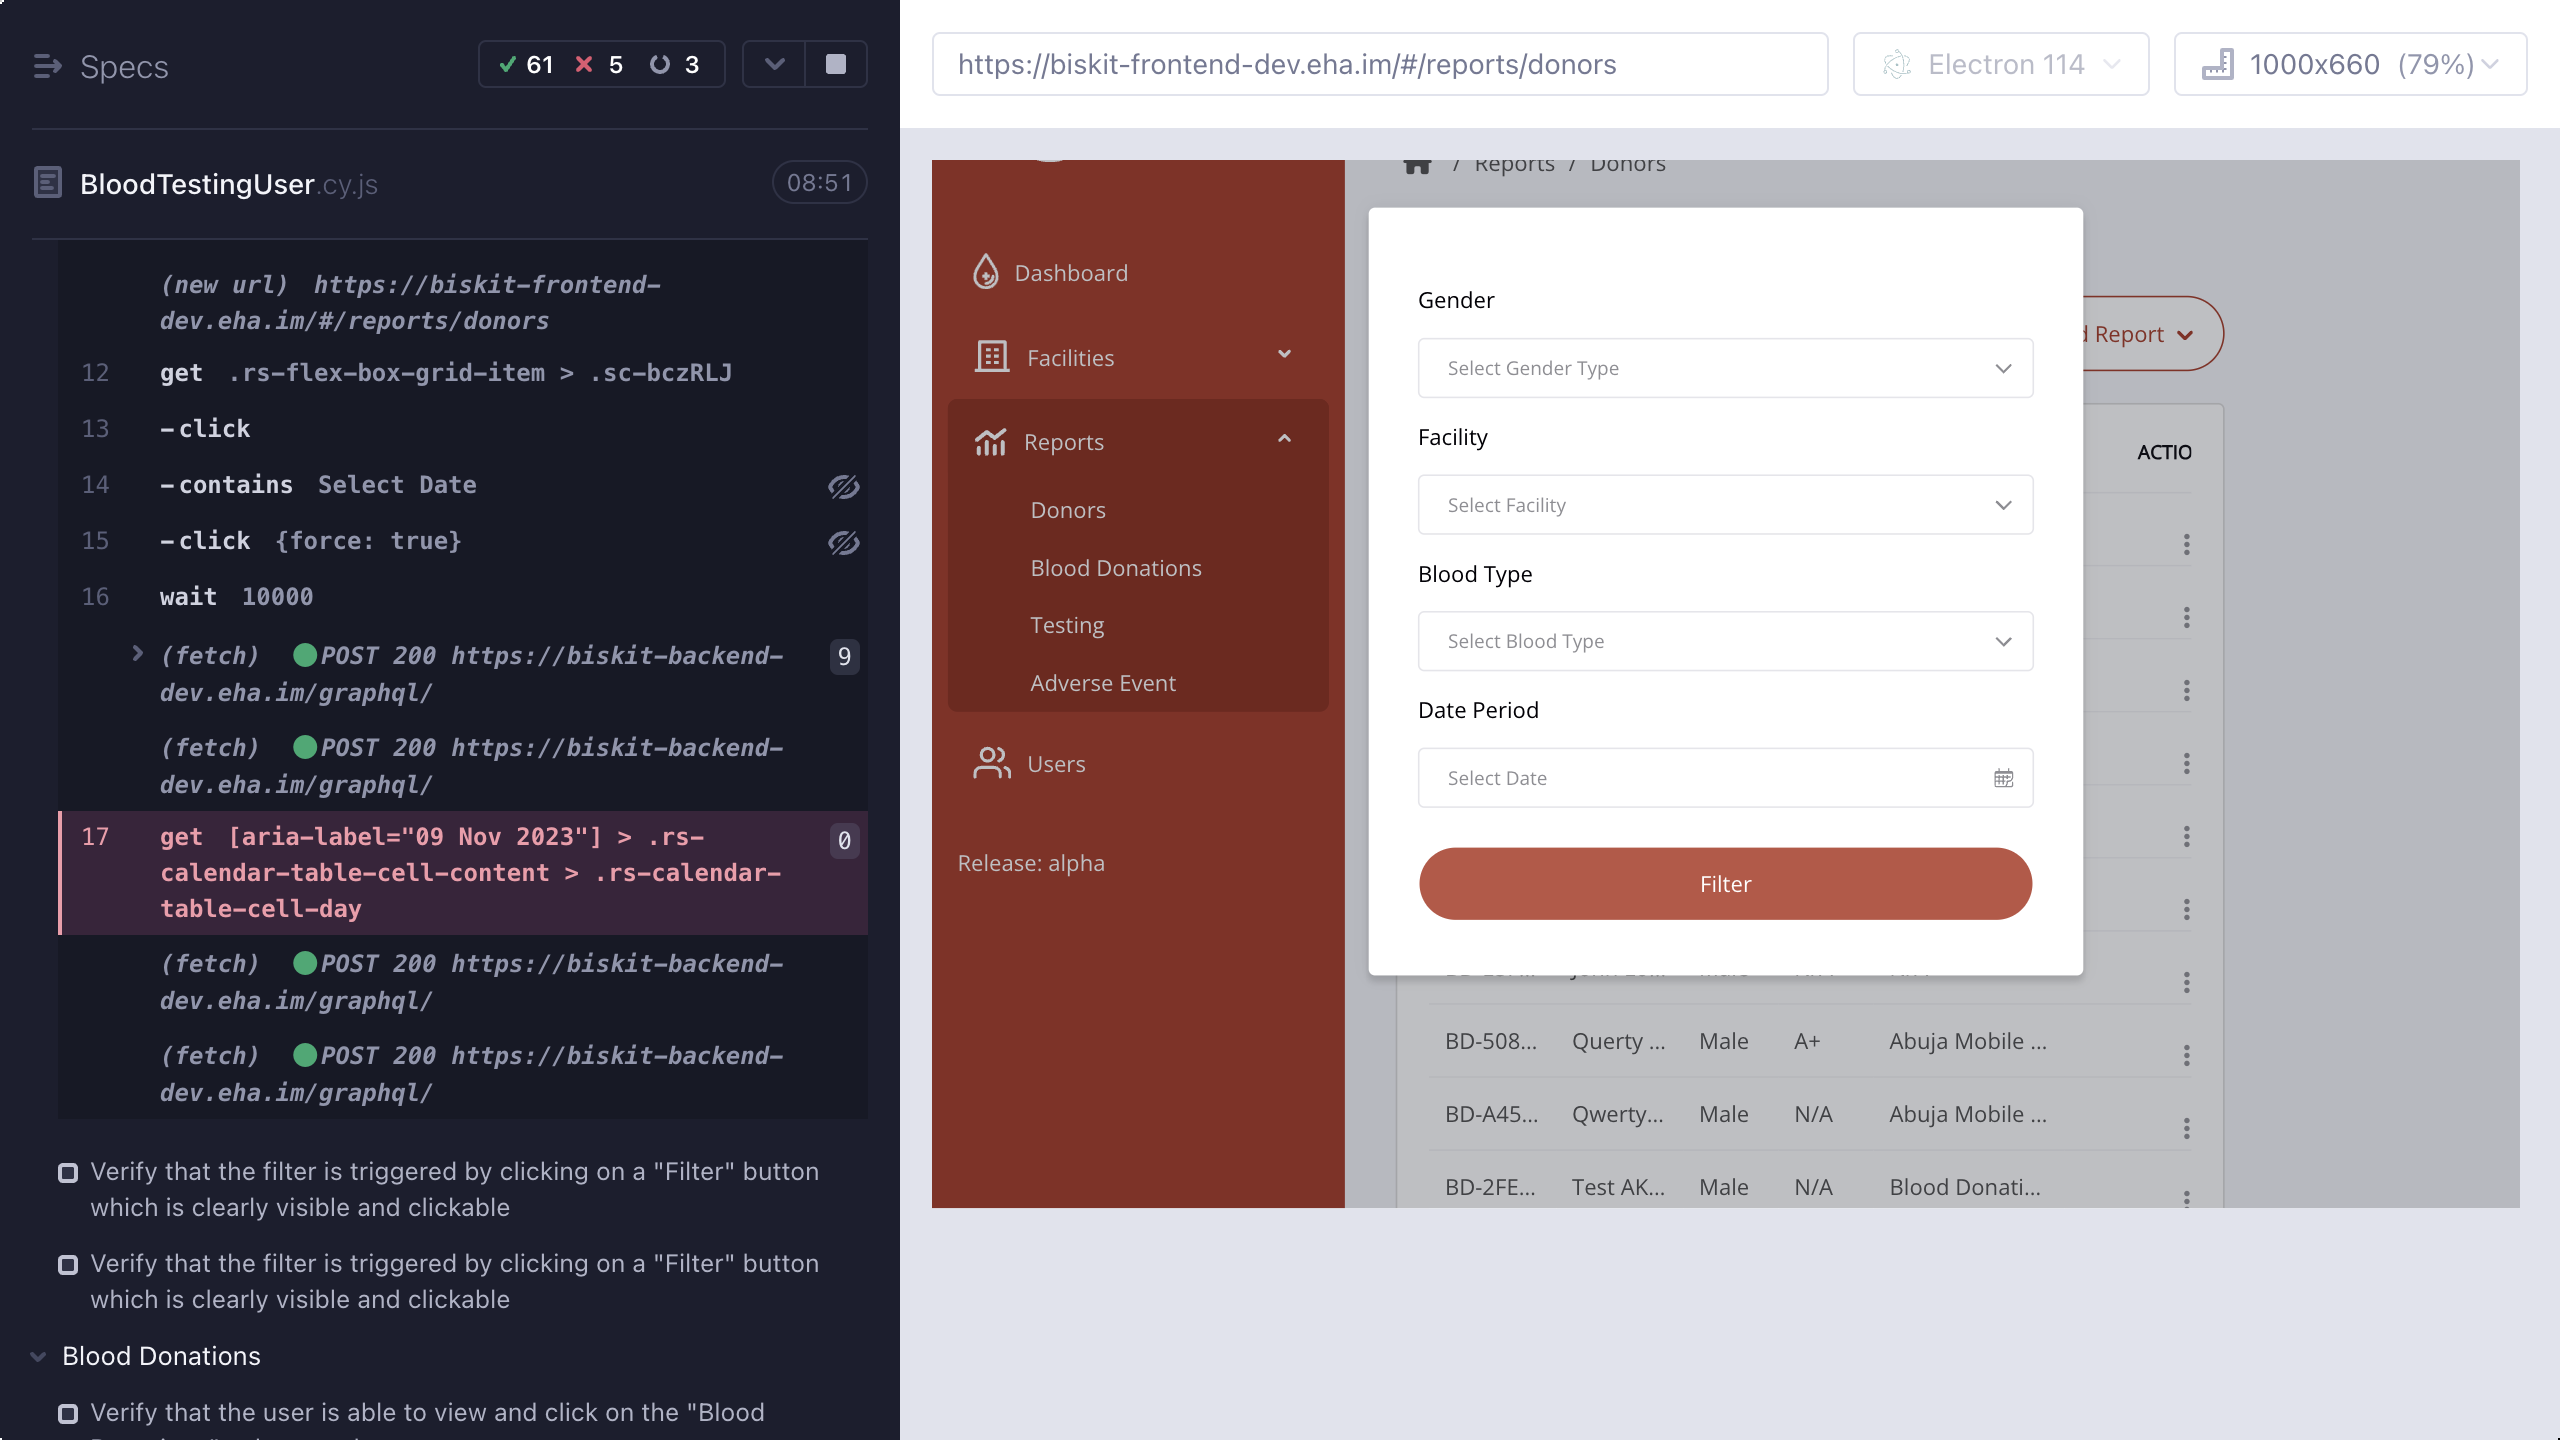 Specs
61 5 3
BloodTestingUser.cy.js
08:51
(new url) https://biskit-frontend-
dev.eha.im/#/reports/donors
12 get .rs-flex-box-grid-item > .sc-bczRLJ
13 -click
14 -contains Select Date
15 -click {force: true}
16 wait 10000
(fetch) POST 200 https://biskit-backend-
dev.eha.im/graphql/
9
(fetch) POST 200 https://biskit-backend-
dev.eha.im/graphql/
17 get [aria-label="09 Nov 2023"] > .rs-
calendar-table-cell-content > .rs-calendar-
table-cell-day
0
(fetch) POST 200 https://biskit-backend-
dev.eha.im/graphql/
(fetch) POST 200 https://biskit-backend-
dev.eha.im/graphql/
Verify that the filter is triggered by clicking on a "Filter" button
which is clearly visible and clickable
Verify that the filter is triggered by clicking on a "Filter" button
which is clearly visible and clickable
Blood Donations
Verify that the user is able to view and click on the "Blood
https://biskit-frontend-dev.eha.im/#/reports/donors
Electron 114
1000x660 (79%)
/ Reports / Donors
Dashboard
Facilities
Reports
Donors
Blood Donations
Testing
Adverse Event
Users
Release: alpha
Gender
Select Gender Type
Facility
Select Facility
Blood Type
Select Blood Type
Date Period
Select Date
Filter
Report
ACTIO
BD-508... Querty ... Male A+ Abuja Mobile ...
BD-A45... Qwerty... Male N/A Abuja Mobile ...
BD-2FE... Test AK... Male N/A Blood Donati...